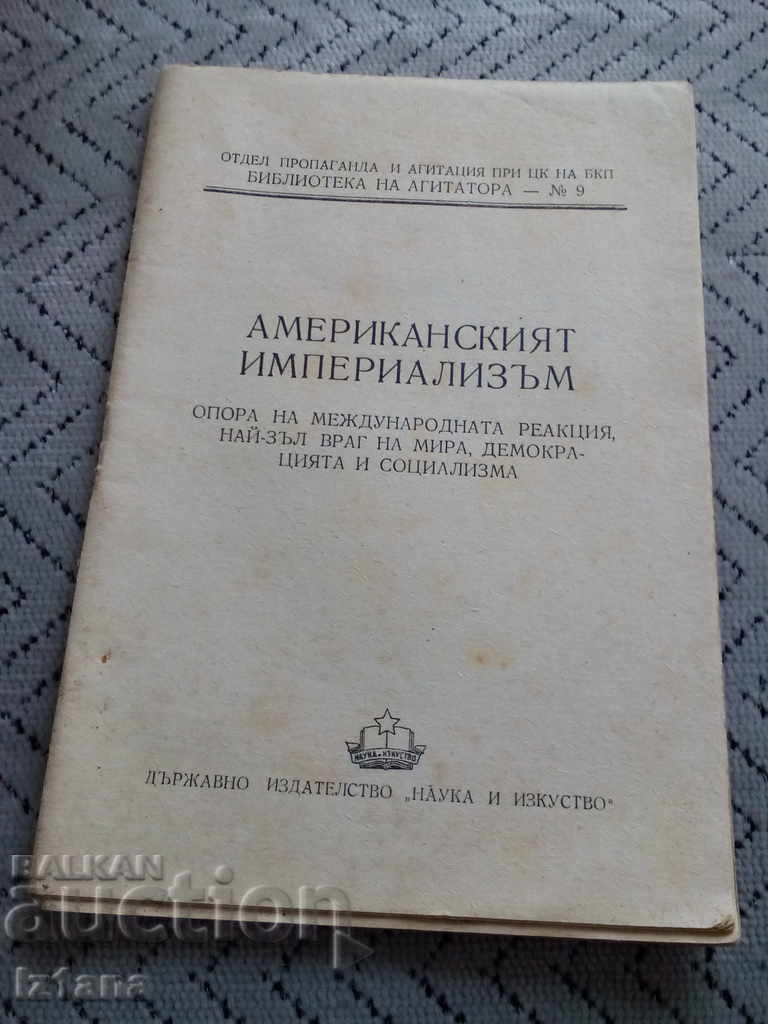 ОТДЕЛ ПРОПАГАНДА И АГИТАЦИЯ ПРИ ЦК НА БКП
БИБЛИОТЕКА НА АГИТАТОРА — № 9
АМЕРИКАНСКИЯТ
ИМПЕРИАЛИЗЪМ
ОПОРА НА МЕЖДУНАРОДНАТА РЕАКЦИЯ,
НАЙ-ЗЪЛ ВРАГ НА МИРА, ДЕМОКРА-
ЦИЯТА И СОЦИАЛИЗМА
НАУКА И ИЗКУСТВО
ДЪРЖАВНО ИЗДАТЕЛСТВО „НАУКА И ИЗКУСТВО"
BALKAN
auction
Iz1ana